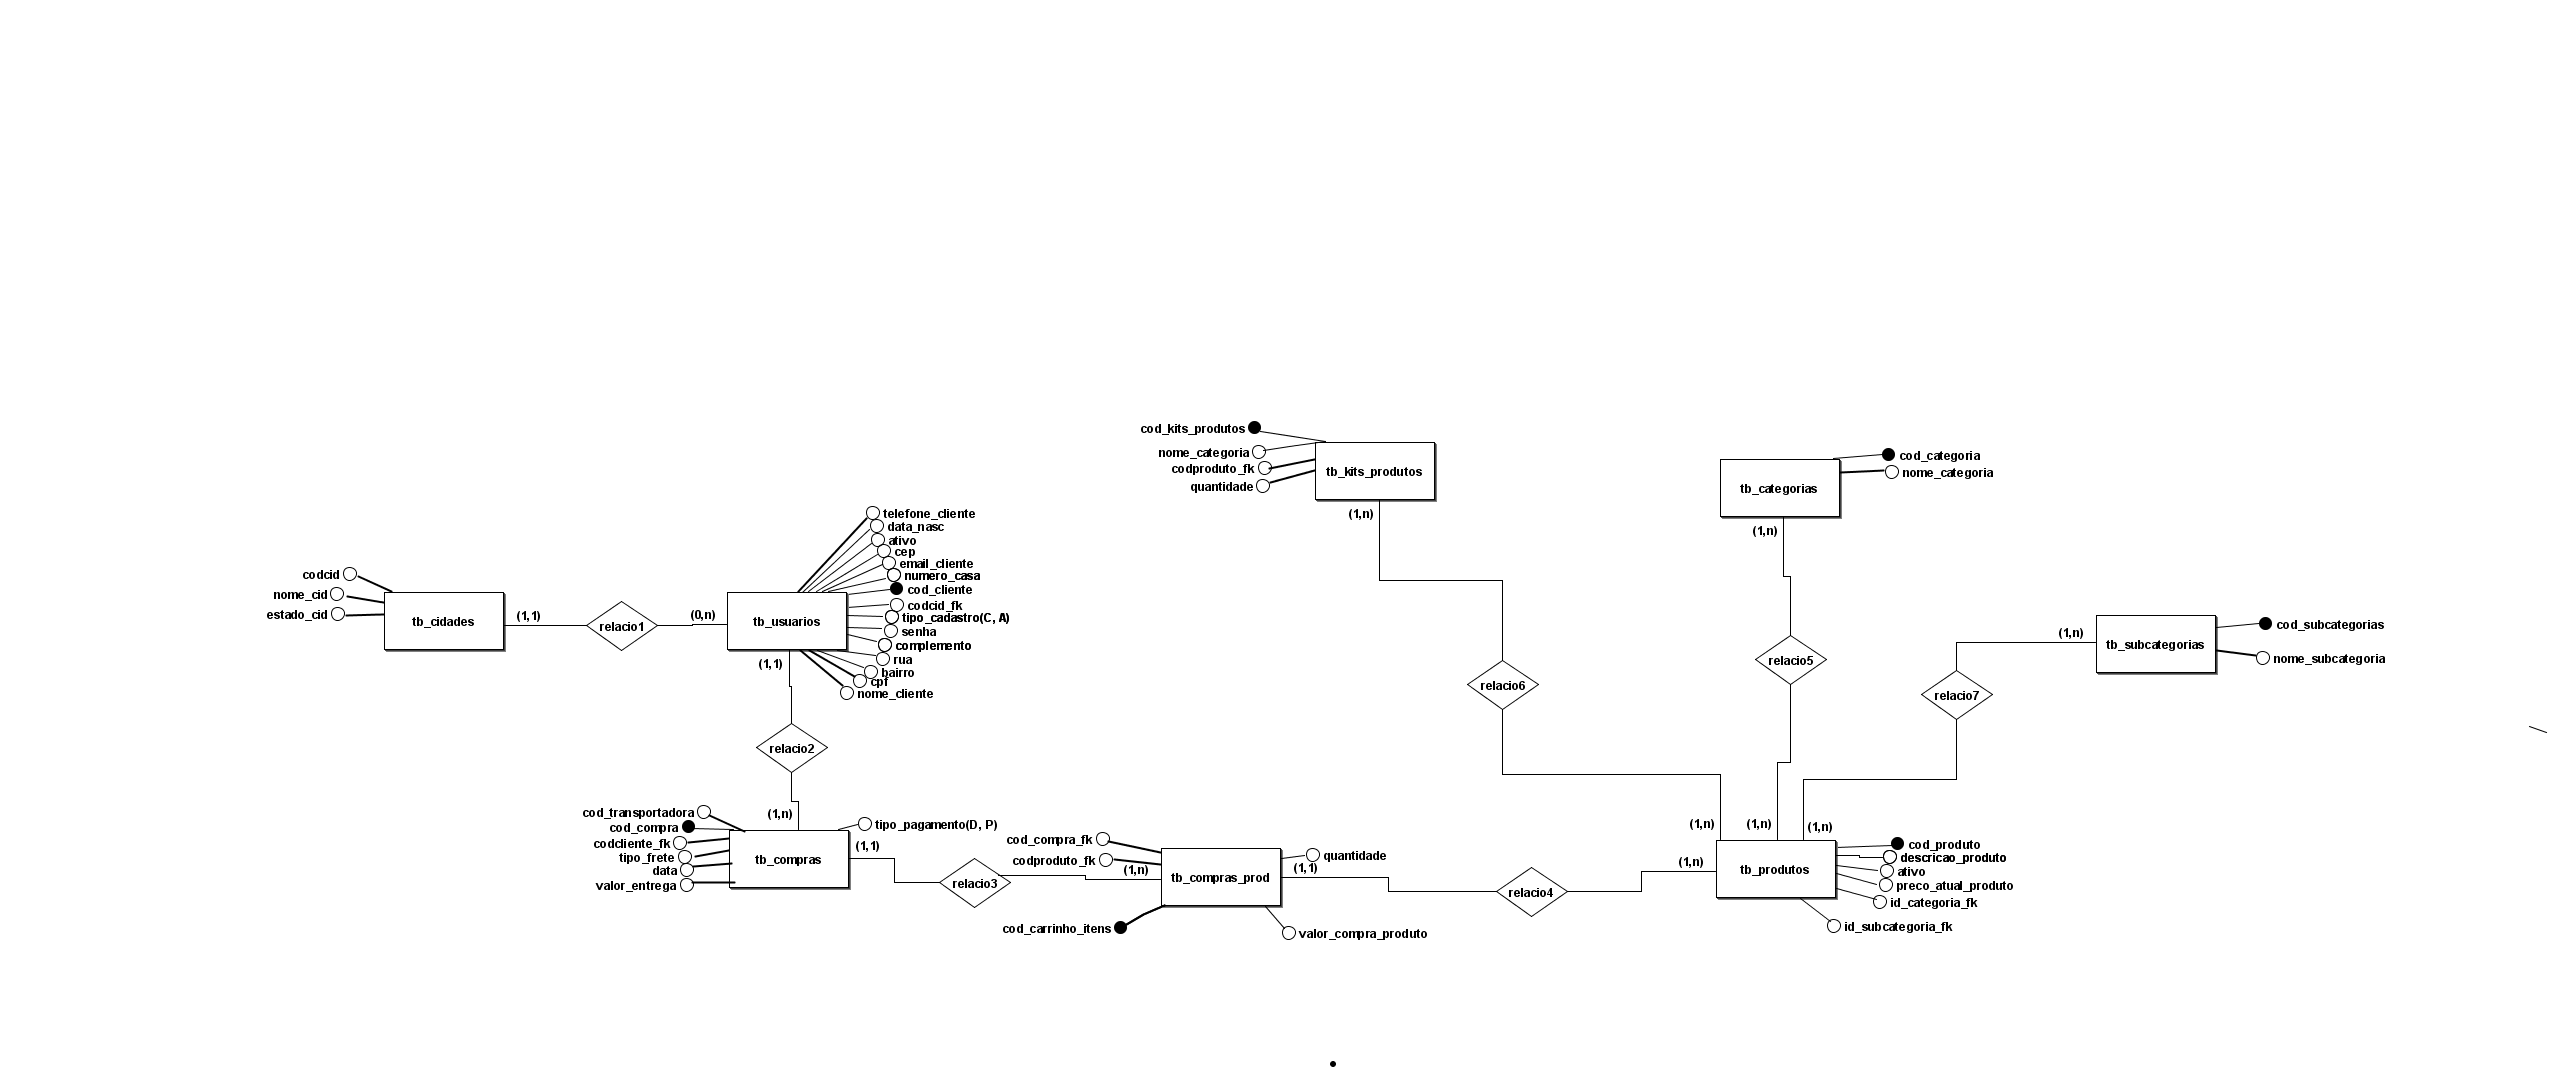 cod_kits_produtos
nome_categoria
codproduto_fk
quantidade
tb_kits_produtos
(1,n)
cod_categoria
nome_categoria
tb_categorias
(1,n)
telefone_cliente
data_nasc
ativo
cep
email_cliente
numero_casa
cod_cliente
codcid_fk
tipo_cadastro(C, A)
senha
complemento
rua
bairro
cpf
nome_cliente
codcid
nome_cid
estado_cid
tb_cidades
(1,1)
relacio1
(0,n)
tb_usuarios
(1,1)
relacio2
(1,n)
relacio6
relacio5
relacio7
(1,n)
tb_subcategorias
cod_subcategorias
nome_subcategoria
cod_transportadora
cod_compra
codcliente_fk
tipo_frete
data
valor_entrega
tb_compras
tipo_pagamento(D, P)
(1,1)
relacio3
cod_compra_fk
codproduto_fk
(1,n)
tb_compras_prod
quantidade
(1,1)
cod_carrinho_itens
valor_compra_produto
relacio4
(1,n)
(1,n)
(1,n)
(1,n)
tb_produtos
cod_produto
descricao_produto
ativo
preco_atual_produto
id_categoria_fk
id_subcategoria_fk